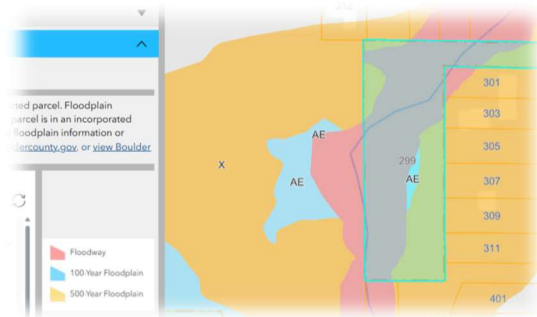 ted parcel. Floodplain
parcel is in an incorporated
floodplain information or
dercounty.gov, or view Boulder
Floodway
100-Year Floodplain
500-Year Floodplain
X
AE
AE
299
AE
301
303
305
307
309
311
401